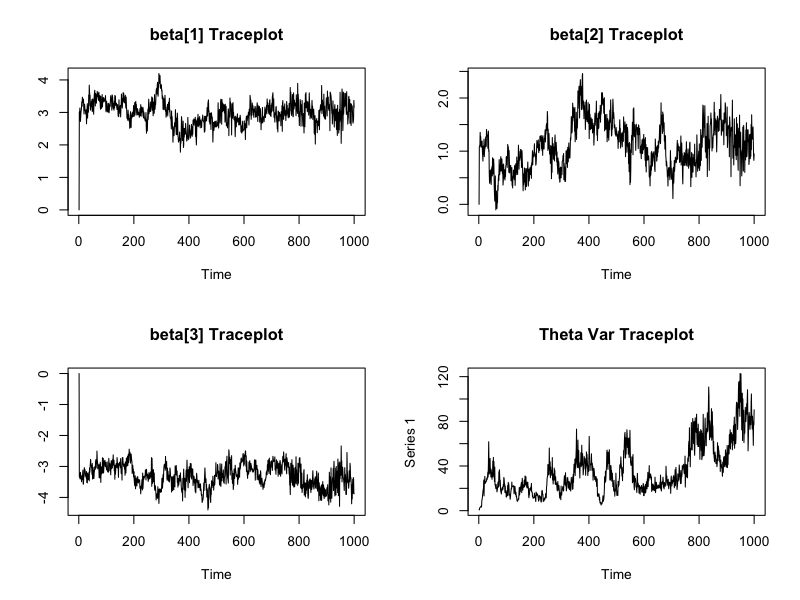 beta[1] Traceplot
0 1 2 3 4
0 200 400 600 800 1000
Time
beta[2] Traceplot
0.0 1.0 2.0
0 200 400 600 800 1000
Time
beta[3] Traceplot
-4 -3 -2 -1 0
0 200 400 600 800 1000
Time
Theta Var Traceplot
Series 1
0 40 80 120
0 200 400 600 800 1000
Time